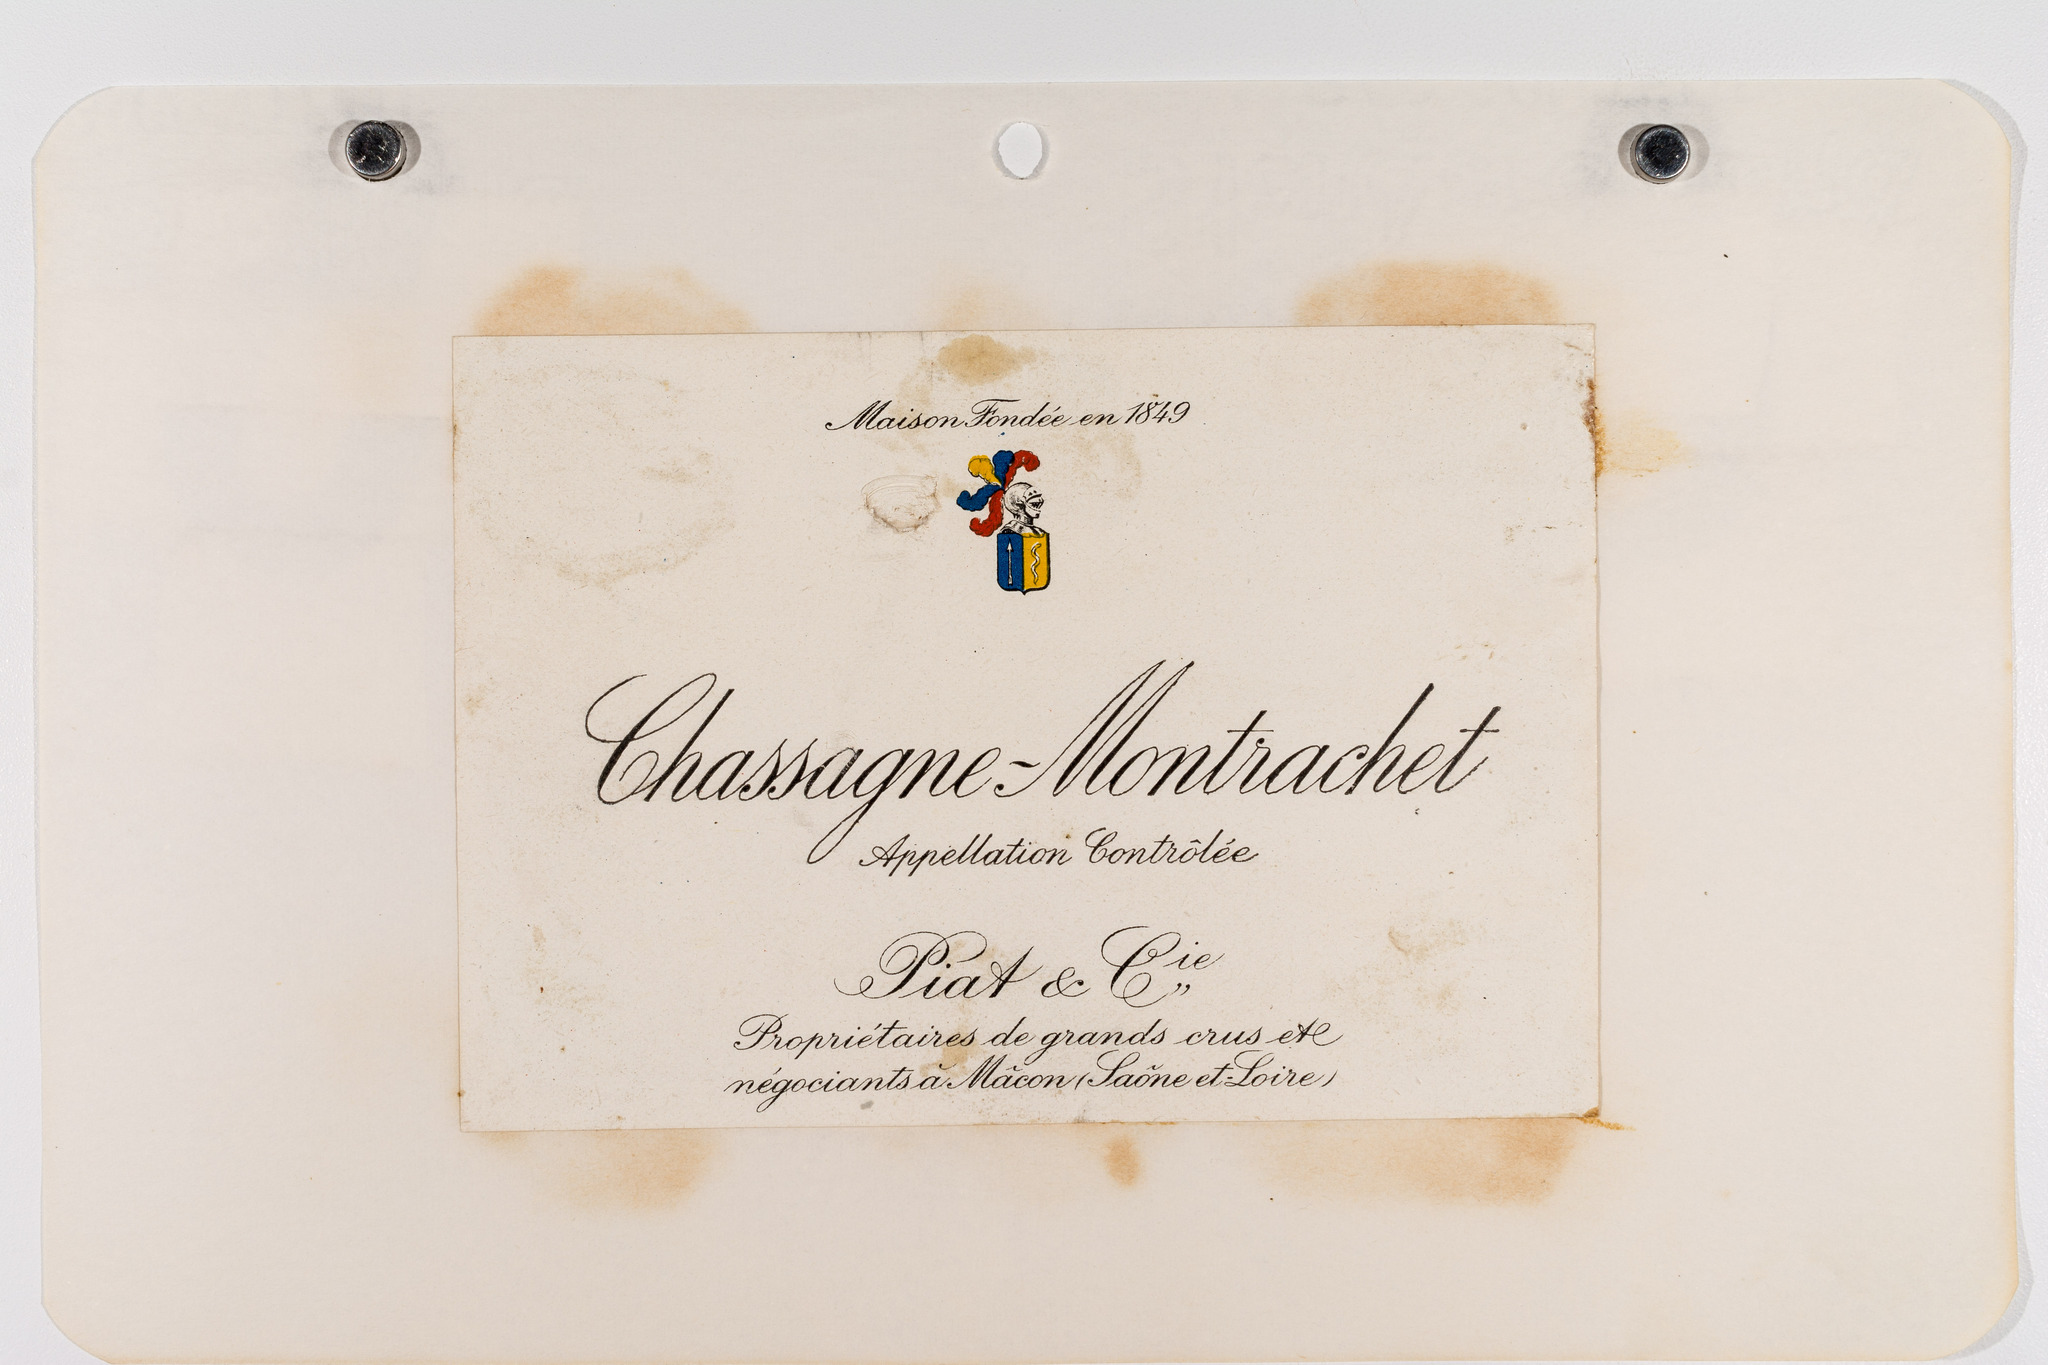 Maison Fondée en 1849
Chassagne-Montrachet
Appellation Contrôlée
Piat & Cie
Propriétaires de grands crus et
négociants à Mâcon (Saône et-Loire)